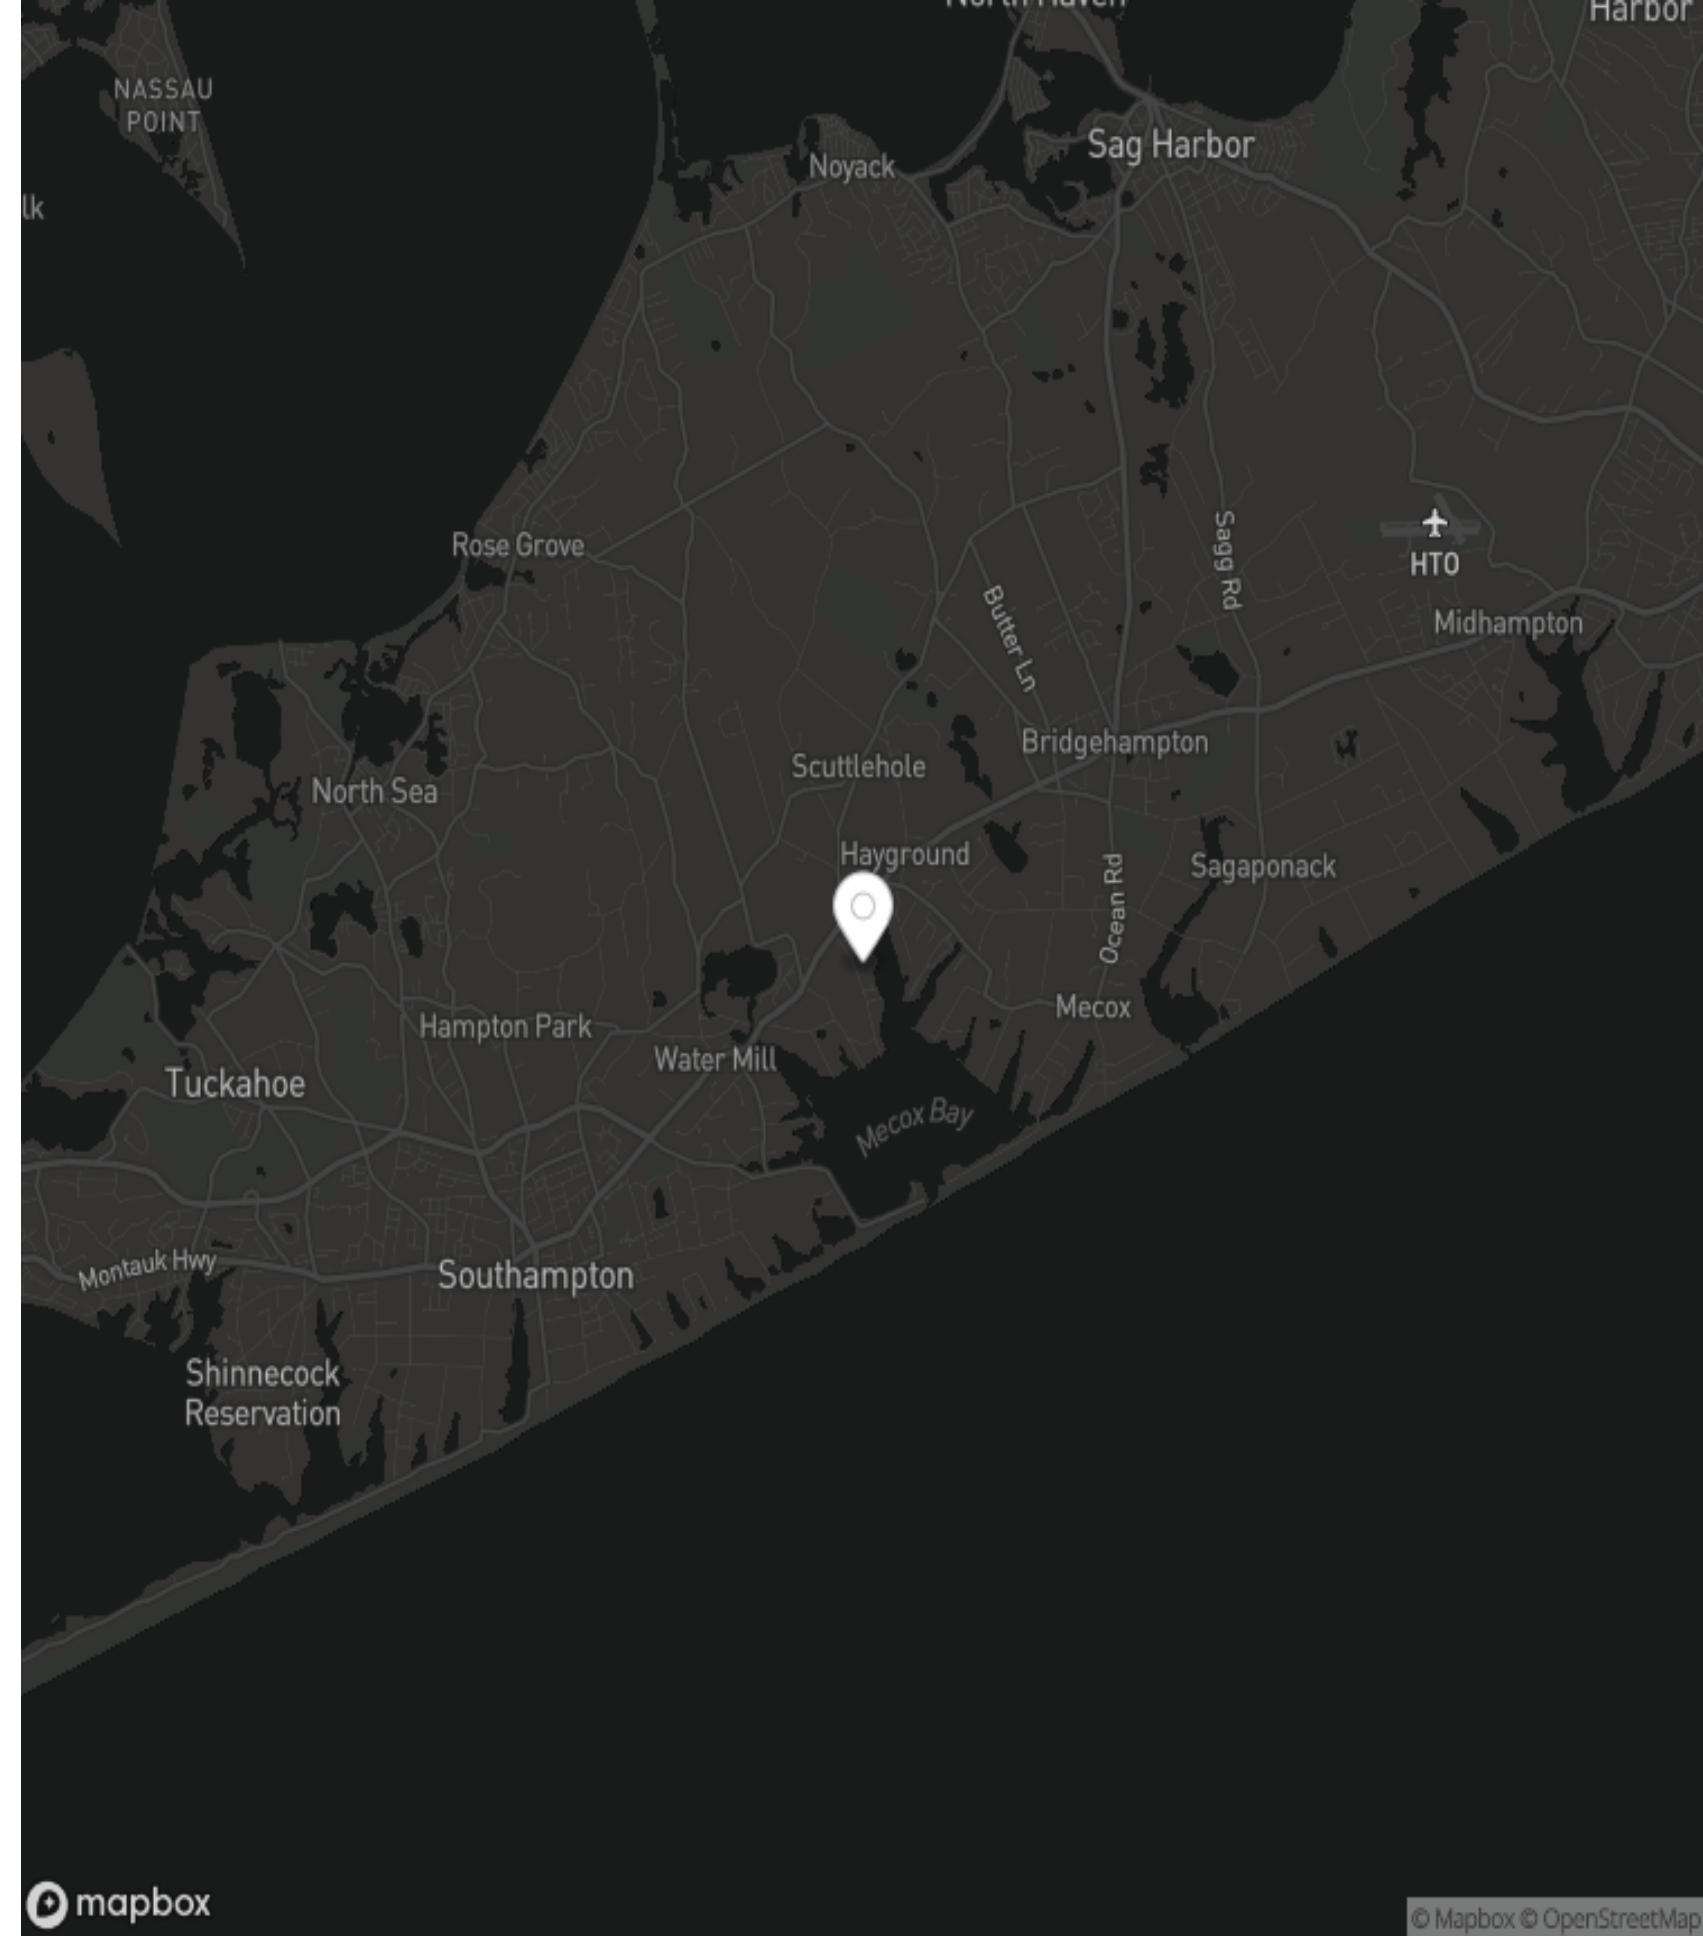 North Haven
Harbor
NASSAU
POINT
Sag Harbor
Noyack
lk
Rose Grove
Sagg Rd
HTO
Butter Ln
Midhampton
Bridgehampton
Scuttlehole
North Sea
Hayground
Sagaponack
Ocean Rd
Mecox
Hampton Park
Water Mill
Tuckahoe
Mecox Bay
Montauk Hwy
Southampton
Shinnecock
Reservation
mapbox
© Mapbox © OpenStreetMap